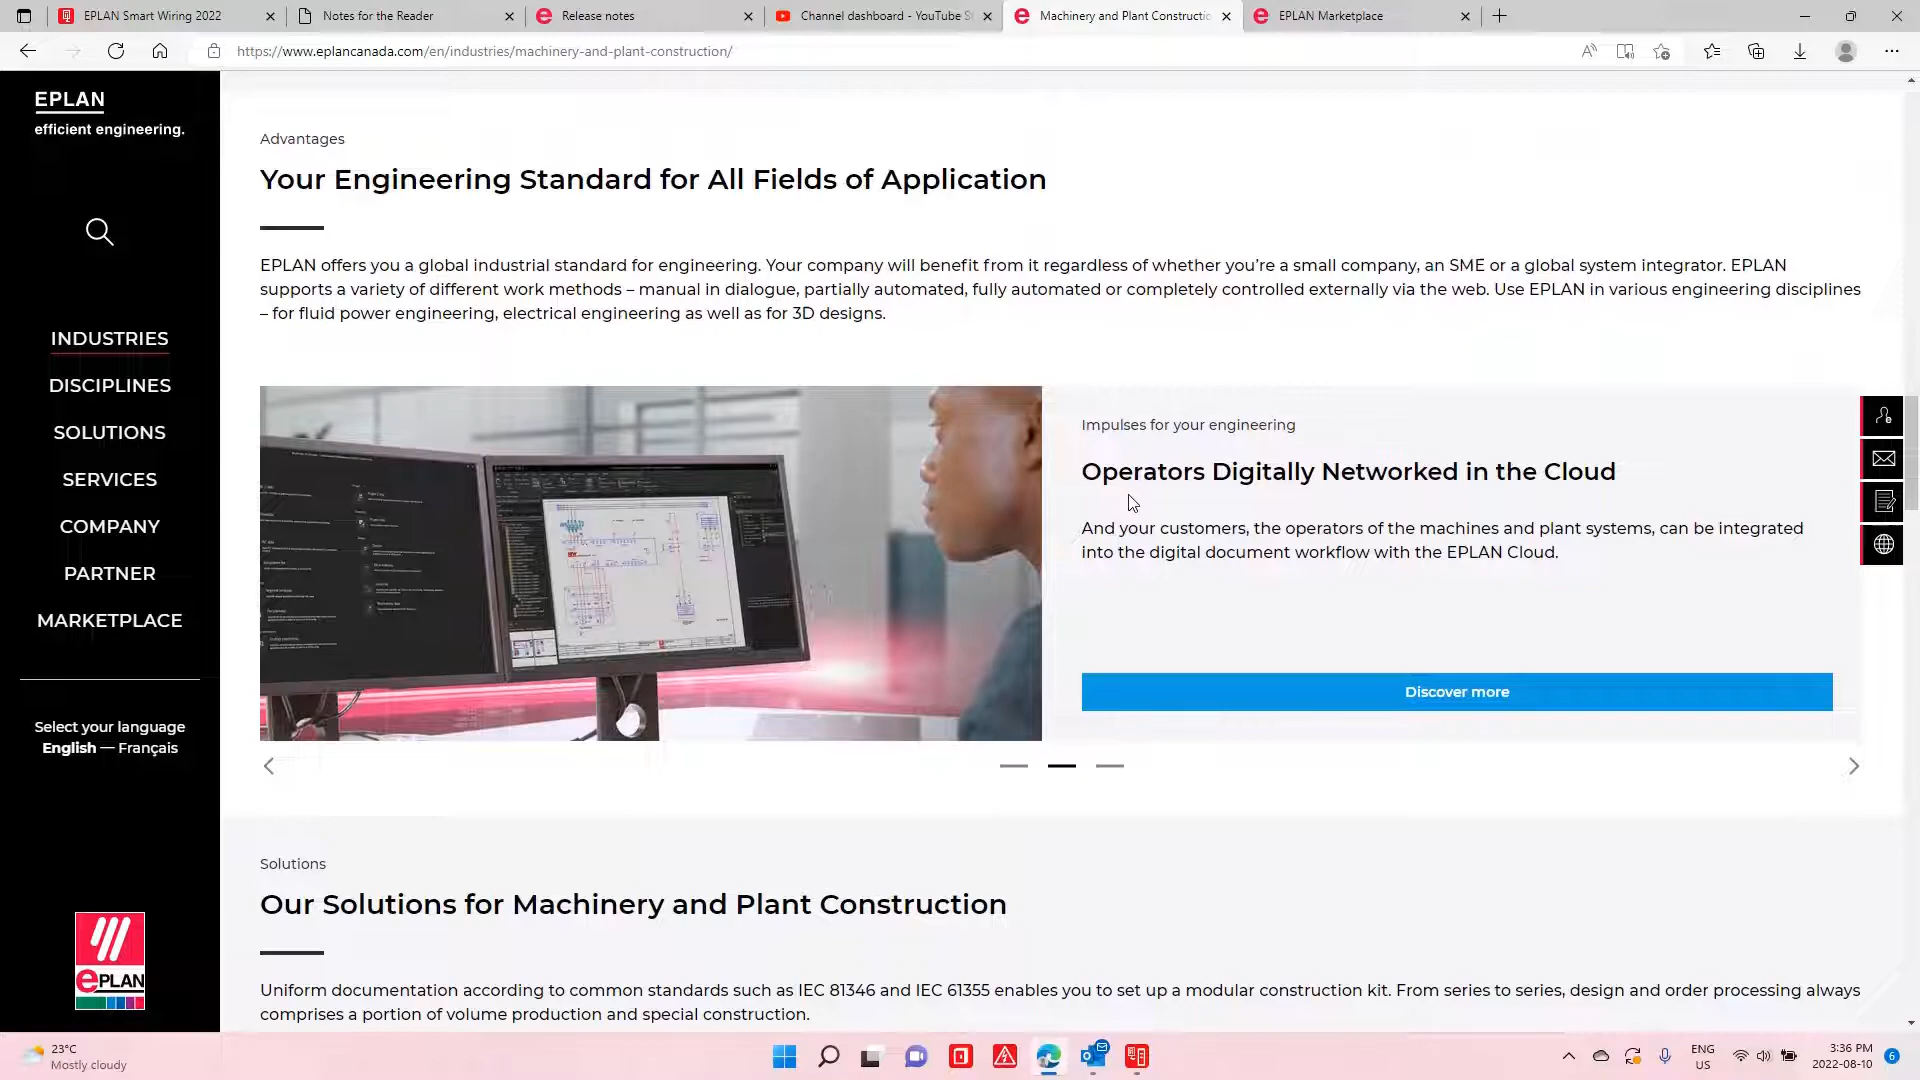 EPLAN Smart Wiring 2022
Notes for the Reader
Release notes
Channel dashboard - YouTube S
Machinery and Plant Constructi
EPLAN Marketplace
https://www.eplancanada.com/en/industries/machinery-and-plant-construction/
EPLAN
efficient engineering.
INDUSTRIES
DISCIPLINES
SOLUTIONS
SERVICES
COMPANY
PARTNER
MARKETPLACE
Select your language
English — Français
ePLAN
Advantages
Your Engineering Standard for All Fields of Application
EPLAN offers you a global industrial standard for engineering. Your company will benefit from it regardless of whether you're a small company, an SME or a global system integrator. EPLAN
supports a variety of different work methods – manual in dialogue, partially automated, fully automated or completely controlled externally via the web. Use EPLAN in various engineering disciplines
– for fluid power engineering, electrical engineering as well as for 3D designs.
Impulses for your engineering
Operators Digitally Networked in the Cloud
And your customers, the operators of the machines and plant systems, can be integrated
into the digital document workflow with the EPLAN Cloud.
Discover more
Solutions
Our Solutions for Machinery and Plant Construction
Uniform documentation according to common standards such as IEC 81346 and IEC 61355 enables you to set up a modular construction kit. From series to series, design and order processing always
comprises a portion of volume production and special construction.
23°C
Mostly cloudy
ENG
US
3:36 PM
2022-08-10
6